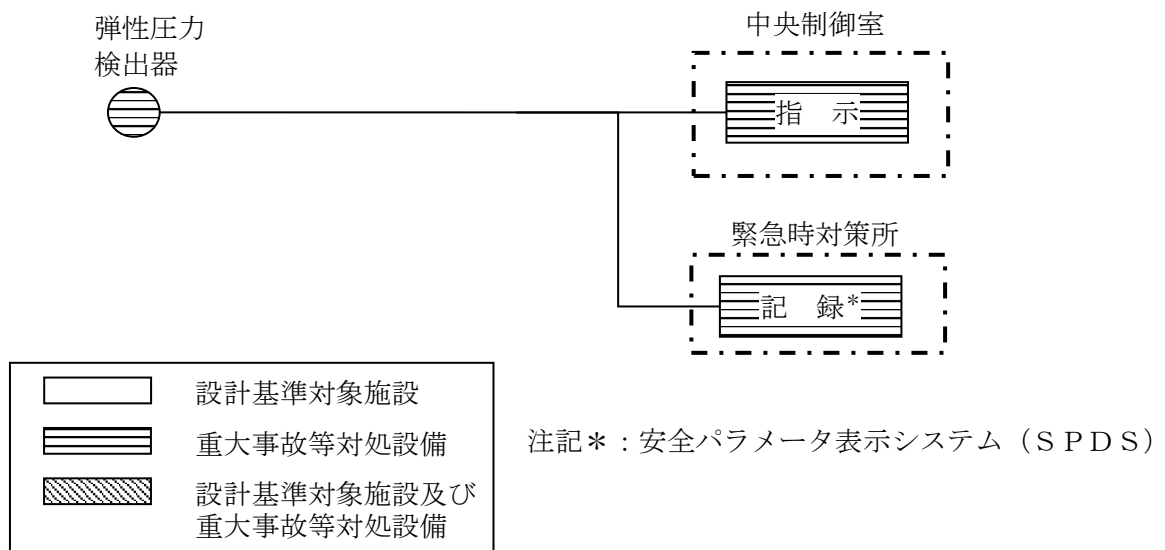 弾性圧力
検出器
中央制御室
指　示
緊急時対策所
記　録*
設計基準対象施設
重大事故等対処設備
設計基準対象施設及び
重大事故等対処設備
注記＊：安全パラメータ表示システム（ＳＰＤＳ）